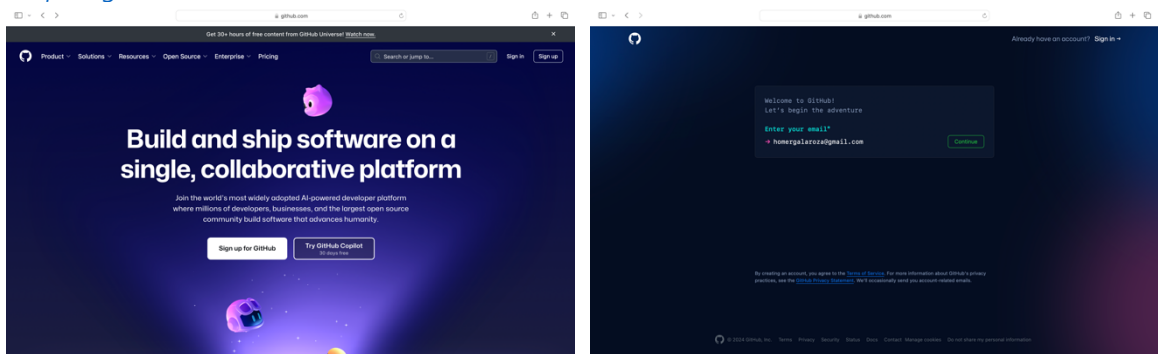 github.com
Get 30+ hours of free content from GitHub Universe! Watch now.
Product Solutions Resources Open Source Enterprise Pricing
Search or jump to...
Sign in
Sign up
Build and ship software on a
single, collaborative platform
Join the world's most widely adopted AI-powered developer platform
where millions of developers, businesses, and the largest open source
community build software that advances humanity.
Sign up for GitHub
Try GitHub Copilot
30 days free
github.com
Already have an account? Sign in →
Welcome to GitHub!
Let's begin the adventure
Enter your email*
→ homergalaroza@gmail.com
Continue
By creating an account, you agree to the Terms of Service. For more information about GitHub's privacy
practices, see the GitHub Privacy Statement. We'll occasionally send you account-related emails.
© 2024 GitHub, Inc. Terms Privacy Security Status Docs Contact Manage cookies Do not share my personal information